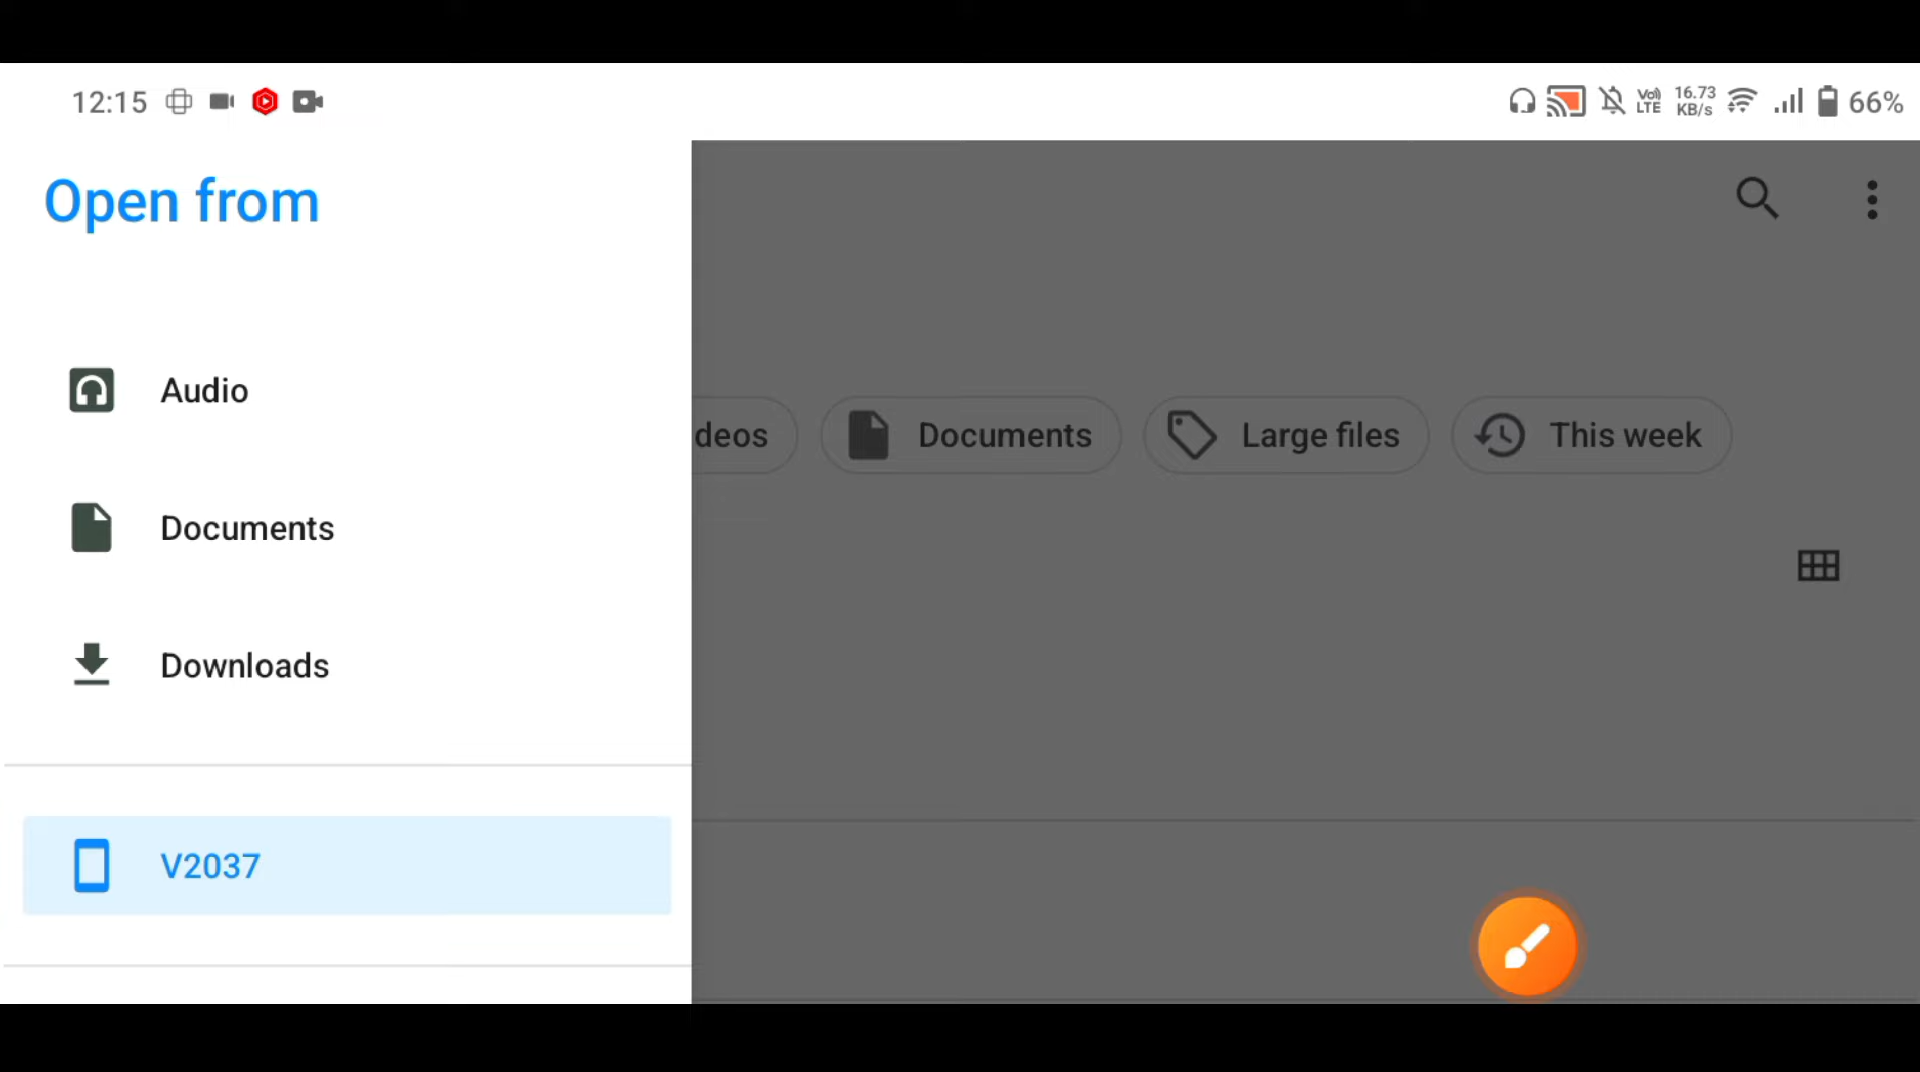 12:15
Vo) LTE
16.73 KB/s
66%
Open from
Audio
Documents
Downloads
V2037
deos
Documents
Large files
This week